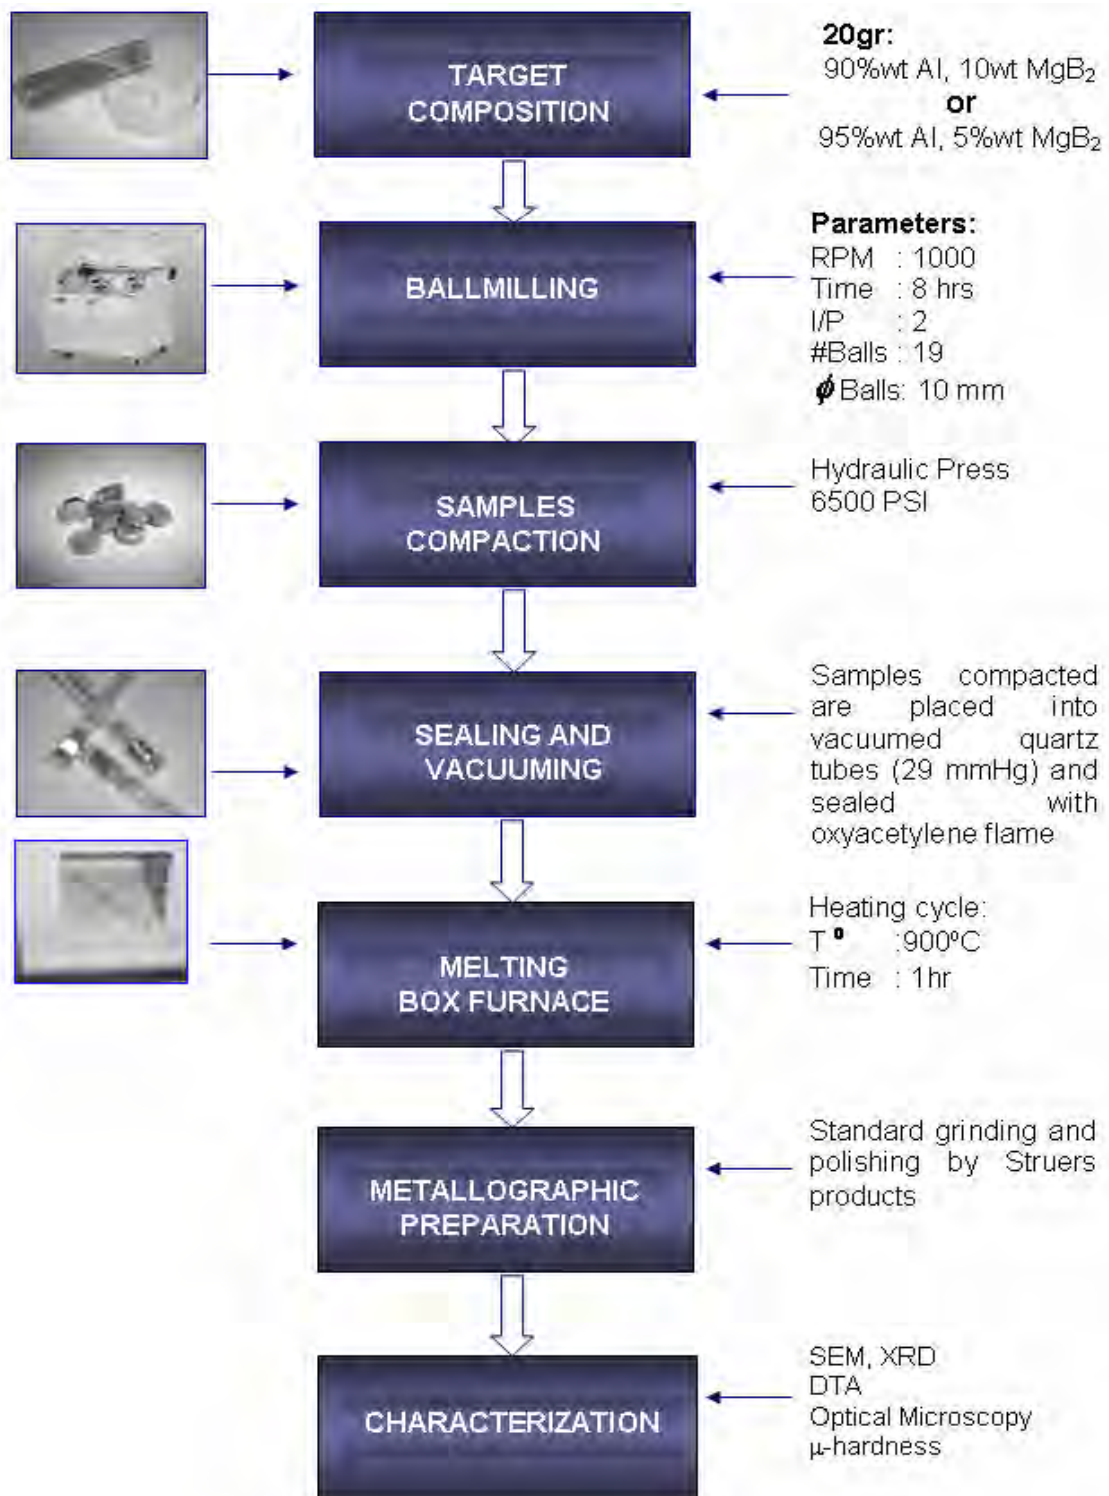 TARGET
COMPOSITION
20gr:
90%wt Al, 10wt MgB₂
or
95%wt Al, 5%wt MgB₂
BALLMILLING
Parameters:
RPM : 1000
Time : 8 hrs
I/P : 2
#Balls : 19
ϕ Balls: 10 mm
SAMPLES
COMPACTION
Hydraulic Press
6500 PSI
SEALING AND
VACUUMING
Samples compacted
are placed into
vacuumed quartz
tubes (29 mmHg) and
sealed with
oxyacetylene flame
MELTING
BOX FURNACE
Heating cycle:
T º :900ºC
Time : 1hr
METALLOGRAPHIC
PREPARATION
Standard grinding and
polishing by Struers
products
CHARACTERIZATION
SEM, XRD
DTA
Optical Microscopy
μ-hardness